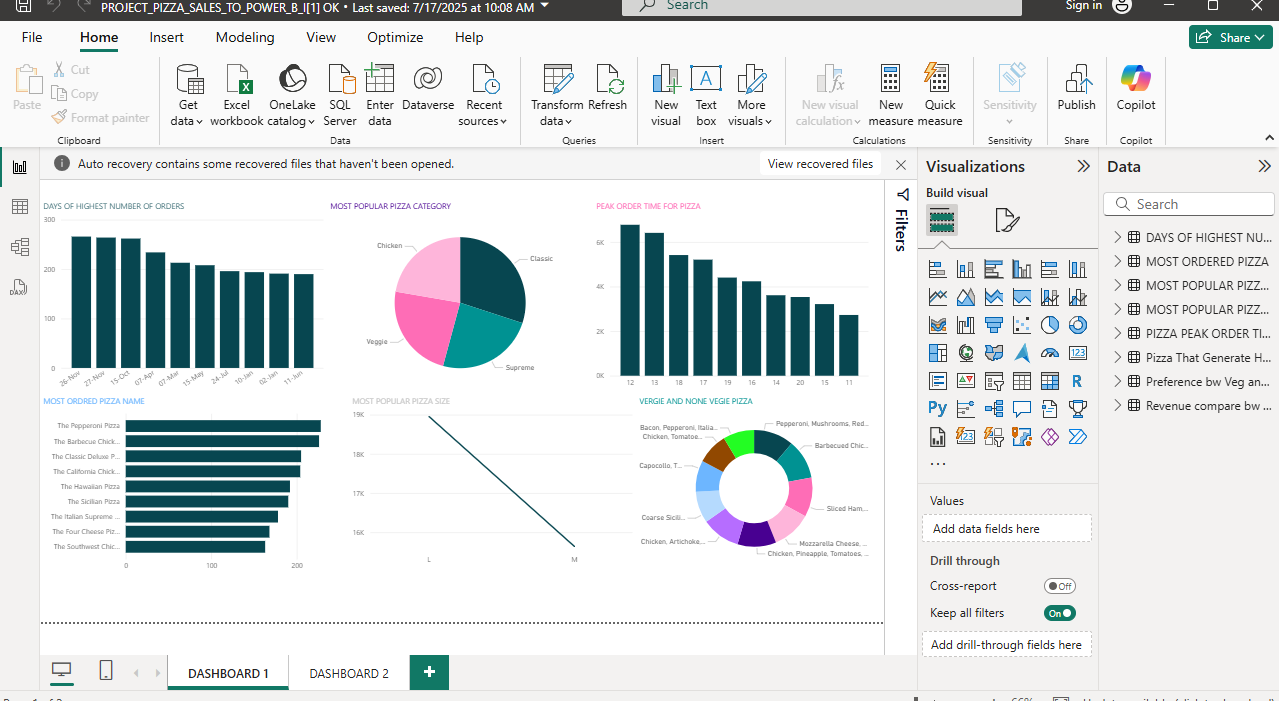 PROJECT_PIZZA_SALES_TO_POWER_B_I[1] OK • Last saved: 7/17/2025 at 10:08 AM
Search
Sign in
File Home Insert Modeling View Optimize Help
Share
Paste
Cut
Copy
Format painter
Clipboard
Get data
Excel workbook
OneLake catalog
SQL Server
Enter data
Dataverse
Recent sources
Data
Transform data
Refresh
Queries
New visual
Text box
More visuals
Insert
New visual calculation
New measure
Quick measure
Calculations
Sensitivity
Sensitivity
Publish
Share
Copilot
Copilot
Auto recovery contains some recovered files that haven't been opened.
View recovered files
DAYS OF HIGHEST NUMBER OF ORDERS
300
200
100
0
26-Nov 27-Nov 15-Oct 07-Apr 07-Mar 15-May 24-Jul 10-Jan 02-Jan 11-Jun
MOST POPULAR PIZZA CATEGORY
Chicken
Classic
Veggie
Supreme
PEAK ORDER TIME FOR PIZZA
6K
4K
2K
0K
12 13 18 17 19 16 14 20 15 11
MOST ORDRED PIZZA NAME
The Pepperoni Pizza
The Barbecue Chick...
The Classic Deluxe P...
The California Chick...
The Hawaiian Pizza
The Sicilian Pizza
The Italian Supreme ...
The Four Cheese Piz...
The Southwest Chic...
0 100 200
MOST POPULAR PIZZA SIZE
19K
18K
17K
16K
L M
VERGIE AND NONE VEGIE PIZZA
Bacon, Pepperoni, Italia...
Chicken, Tomatoe...
Capocollo, T...
Coarse Sicili...
Chicken, Artichoke...
Pepperoni, Mushrooms, Red...
Barbecued Chic...
Sliced Ham,...
Mozzarella Cheese, ...
Chicken, Pineapple, Tomatoes, ...
Filters
Visualizations
Build visual
123
R
Py
123
...
Values
Add data fields here
Drill through
Cross-report
Off
Keep all filters
On
Add drill-through fields here
Data
Search
DAYS OF HIGHEST NU...
MOST ORDERED PIZZA
MOST POPULAR PIZZ...
MOST POPULAR PIZZ...
PIZZA PEAK ORDER TI...
Pizza That Generate H...
Preference bw Veg an...
Revenue compare bw ...
DAX
DASHBOARD 1
DASHBOARD 2